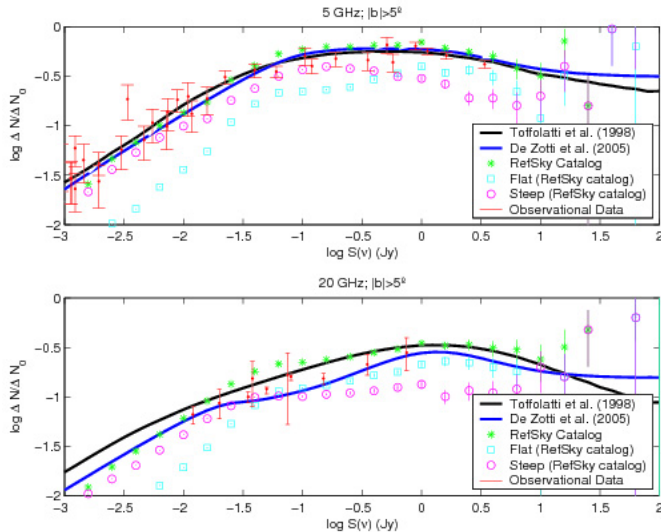 5 GHz; |b|>5º
0
-0.5
-1
-1.5
-2
log Δ N/Δ N₀
-3 -2.5 -2 -1.5 -1 -0.5 0 0.5 1 1.5 2
log S(ν) (Jy)
Toffolatti et al. (1998)
De Zotti et al. (2005)
RefSky Catalog
Flat (RefSky catalog)
Steep (RefSky catalog)
Observational Data
20 GHz; |b|>5º
0
-0.5
-1
-1.5
-2
log Δ N/Δ N₀
-3 -2.5 -2 -1.5 -1 -0.5 0 0.5 1 1.5 2
log S(ν) (Jy)
Toffolatti et al. (1998)
De Zotti et al. (2005)
RefSky Catalog
Flat (RefSky catalog)
Steep (RefSky catalog)
Observational Data